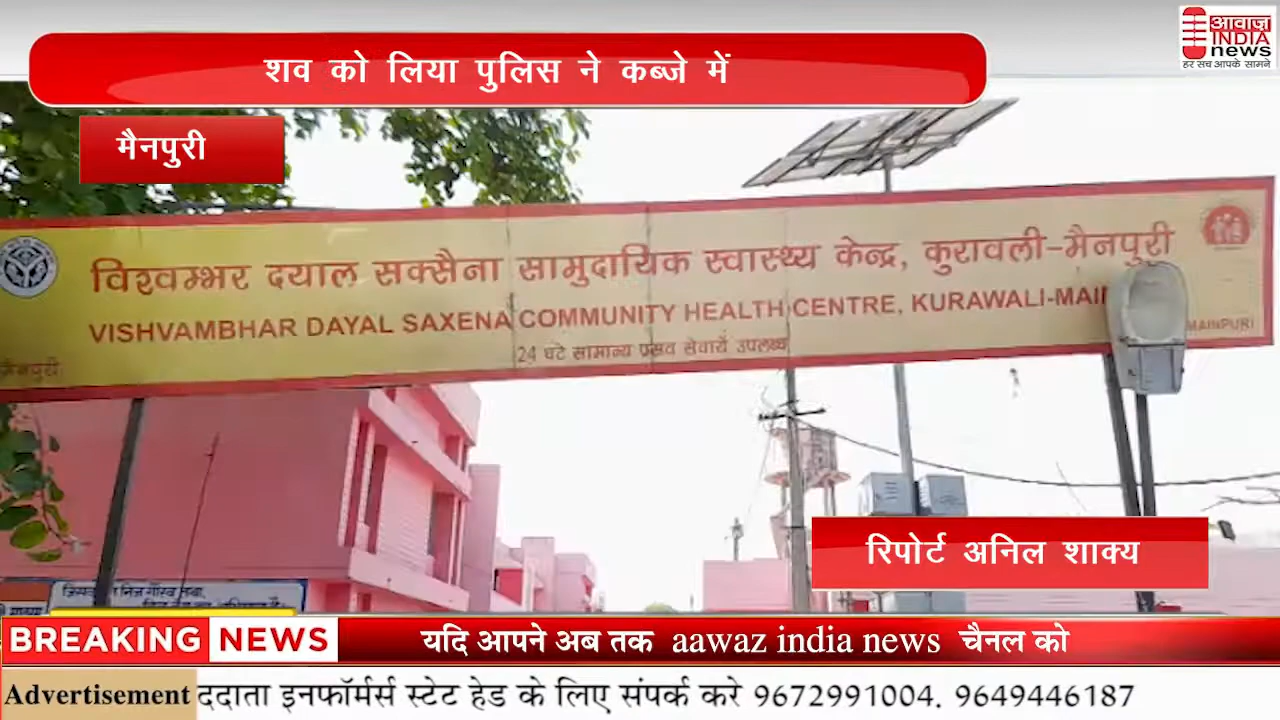 आवाज़
INDIA
news
हर सच आपके सामने
शव को लिया पुलिस ने कब्जे में
मैनपुरी
विश्वम्भर दयाल सक्सैना सामुदायिक स्वास्थ्य केन्द्र, कुरावली-मैनपुरी
VISHVAMBHAR DAYAL SAXENA COMMUNITY HEALTH CENTRE, KURAWALI-MAI
24 घंटे सामान्य प्रसव सेवायें उपलब्ध
मैनपुरी
MAINPURI
रिपोर्ट अनिल शाक्य
BREAKING NEWS
यदि आपने अब तक aawaz india news चैनल को
Advertisement
ददाता इनफॉर्मर्स स्टेट हेड के लिए संपर्क करे 9672991004. 9649446187